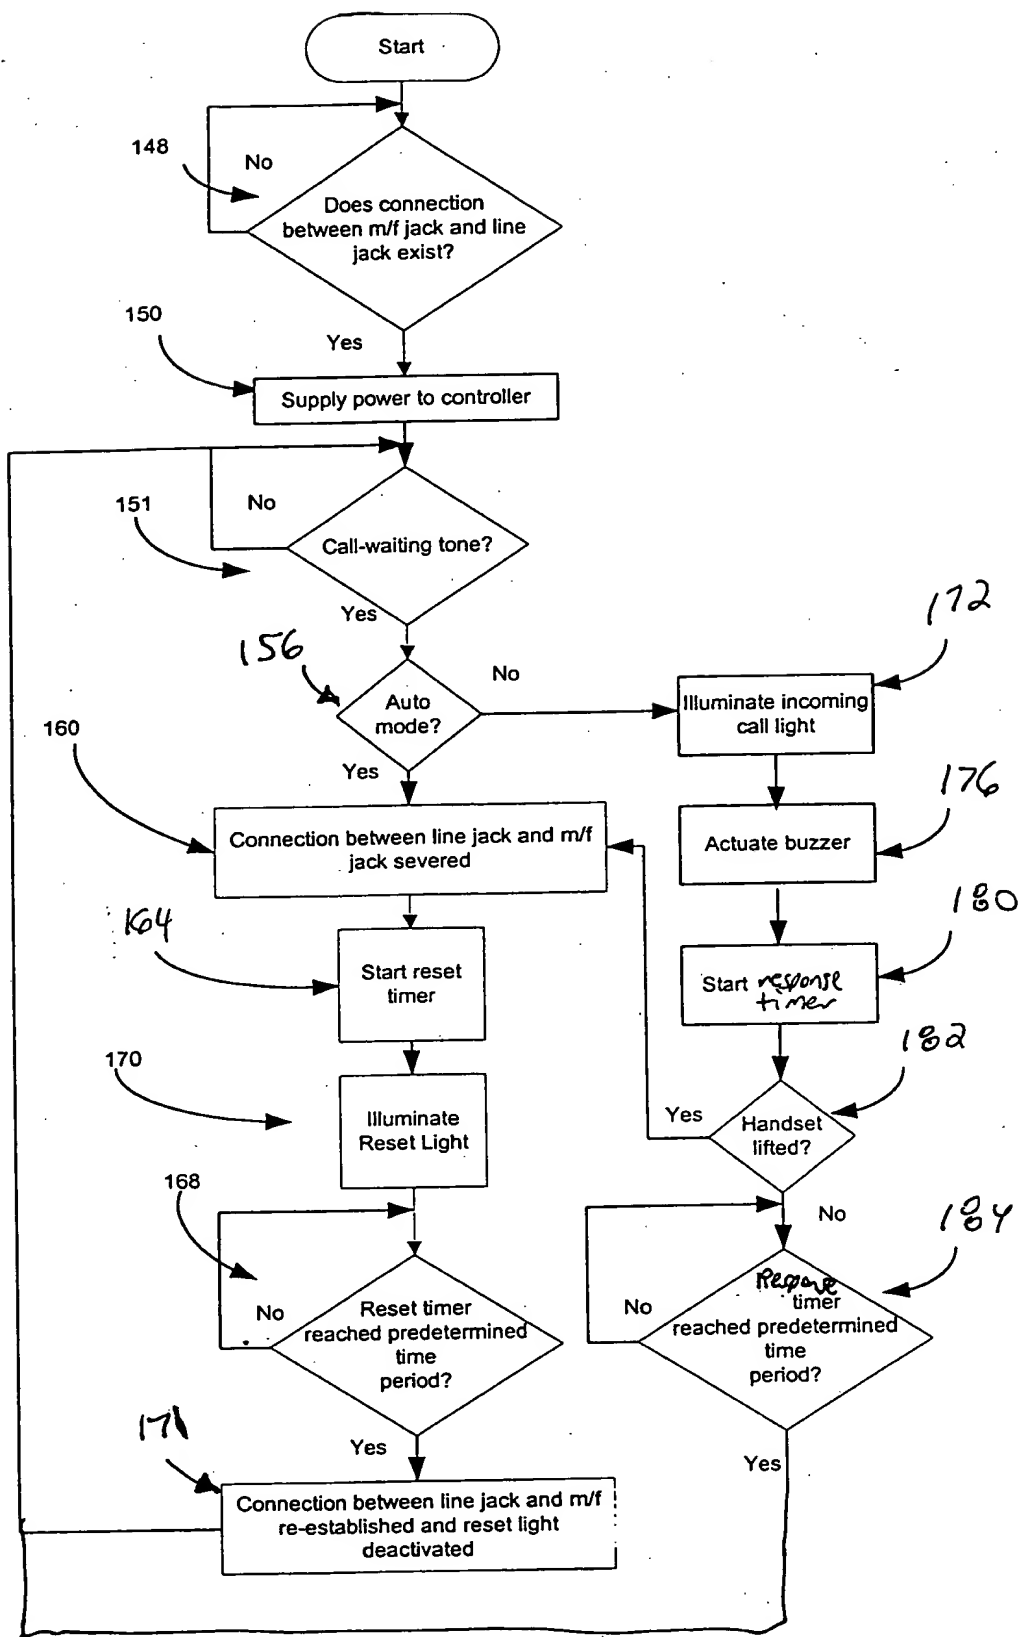 Start
148
No
Does connection
between m/f jack and line
jack exist?
150
Yes
Supply power to controller
151
No
Call-waiting tone?
Yes
156
Auto
mode?
No
172
Illuminate incoming
call light
160
Yes
Connection between line jack and m/f
jack severed
176
Actuate buzzer
164
Start reset
timer
180
Start response
timer
170
Illuminate
Reset Light
182
Yes
Handset
lifted?
168
No
184
No
Reset timer
reached predetermined
time
period?
No
Response
timer
reached predetermined
time
period?
171
Yes
Yes
Connection between line jack and m/f
re-established and reset light
deactivated